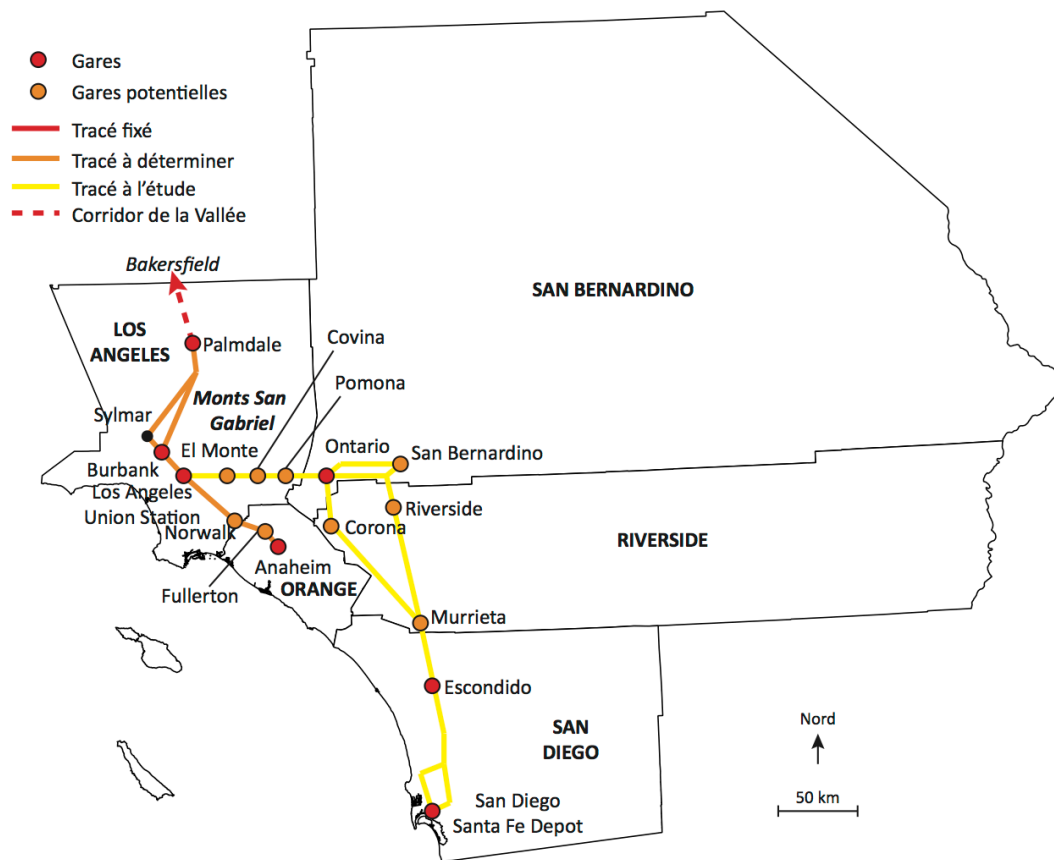 Gares
Gares potentielles
Tracé fixé
Tracé à déterminer
Tracé à l'étude
Corridor de la Vallée
Bakersfield
SAN BERNARDINO
LOS
ANGELES
Palmdale
Covina
Pomona
Monts San
Gabriel
Sylmar
El Monte
Ontario
San Bernardino
Burbank
Los Angeles
Union Station
Norwalk
Corona
Riverside
RIVERSIDE
Anaheim
ORANGE
Fullerton
Murrieta
Escondido
SAN
DIEGO
Nord
San Diego
Santa Fe Depot
50 km